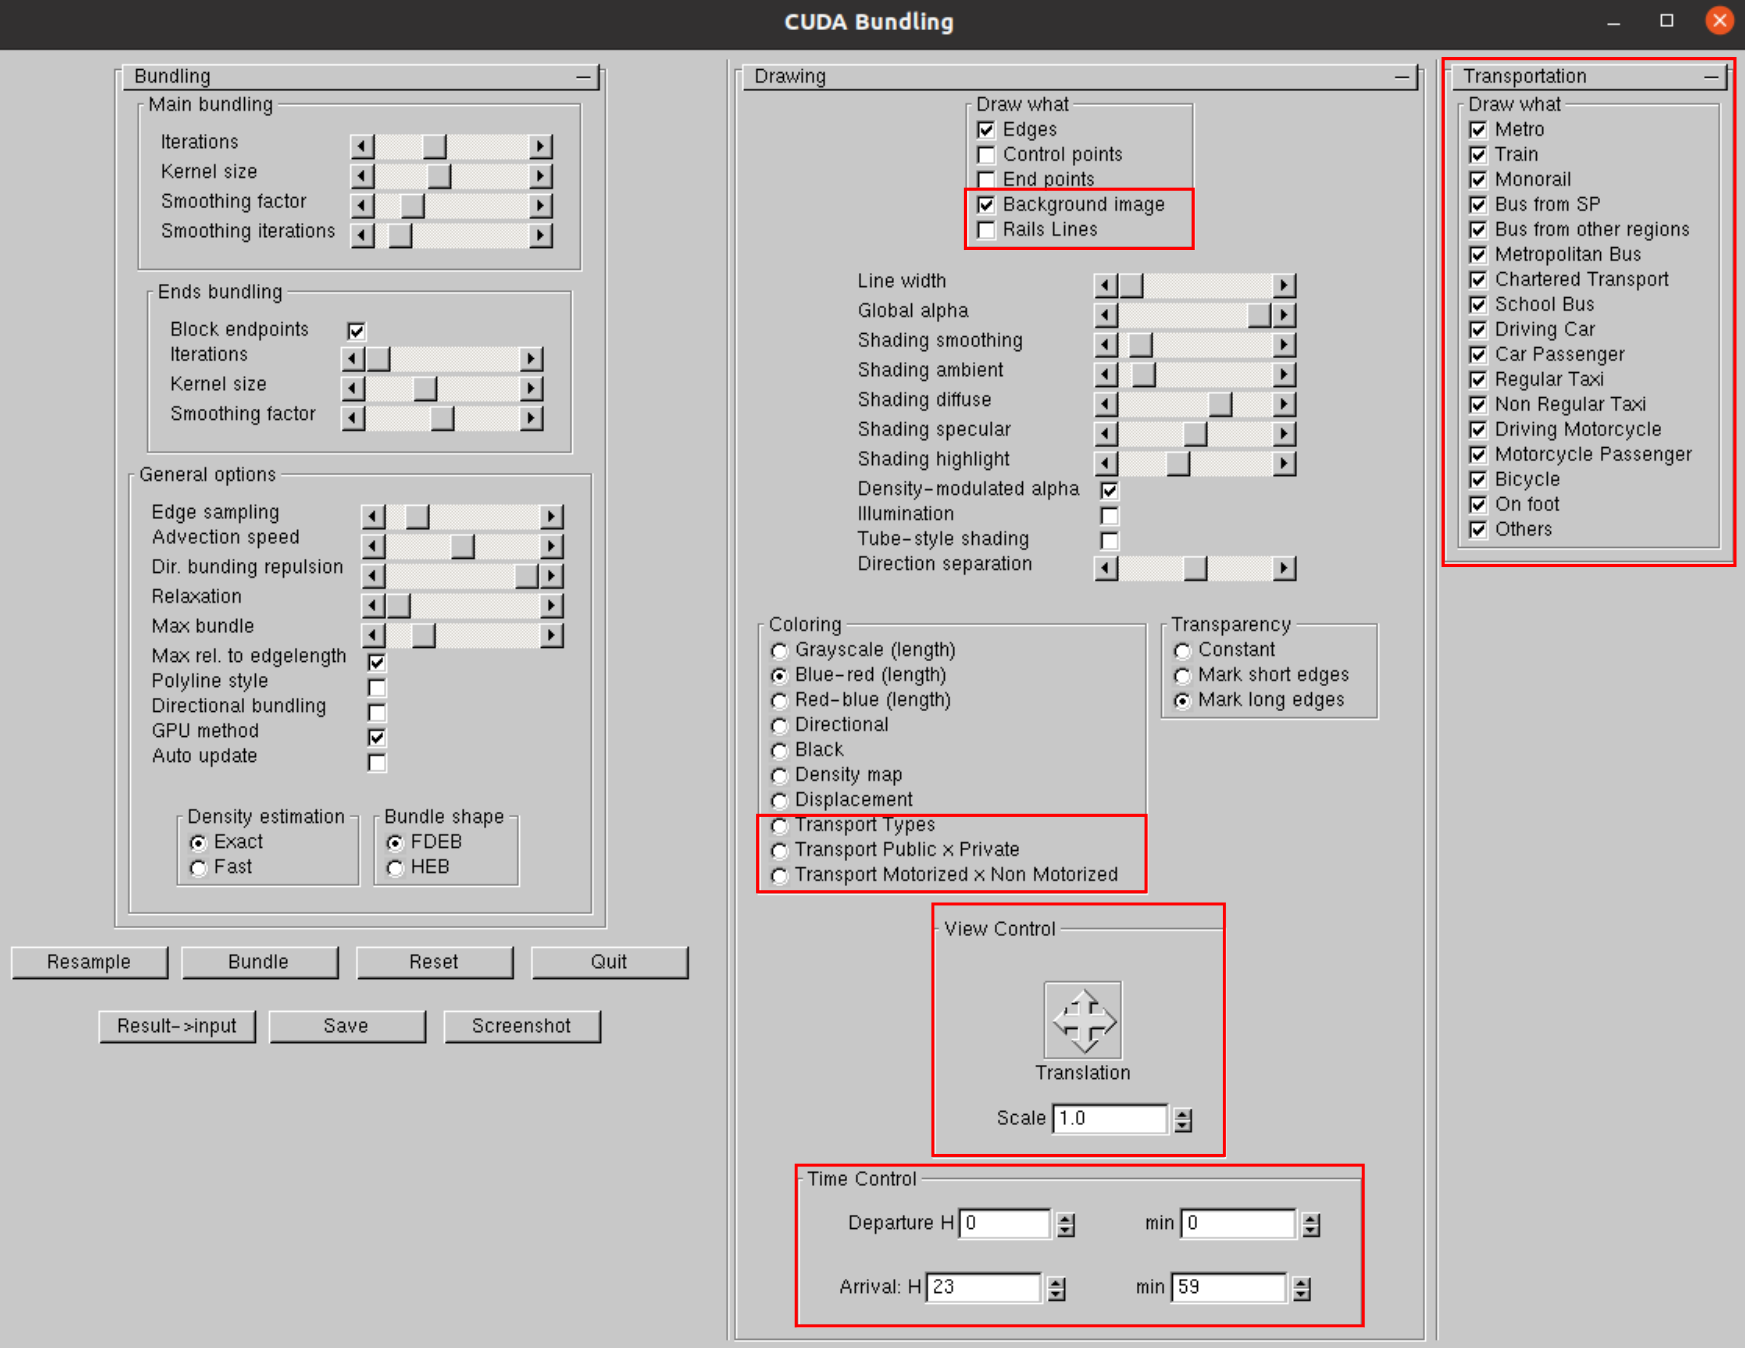 CUDA Bundling
Bundling
Main bundling
Iterations
Kernel size
Smoothing factor
Smoothing iterations
Ends bundling
Block endpoints
Iterations
Kernel size
Smoothing factor
General options
Edge sampling
Advection speed
Dir. bunding repulsion
Relaxation
Max bundle
Max rel. to edgelength
Polyline style
Directional bundling
GPU method
Auto update
Density estimation
Exact
Fast
Bundle shape
FDEB
HEB
Resample
Bundle
Reset
Quit
Result->input
Save
Screenshot
Drawing
Draw what
Edges
Control points
End points
Background image
Rails Lines
Line width
Global alpha
Shading smoothing
Shading ambient
Shading diffuse
Shading specular
Shading highlight
Density-modulated alpha
Illumination
Tube-style shading
Direction separation
Coloring
Grayscale (length)
Blue-red (length)
Red-blue (length)
Directional
Black
Density map
Displacement
Transport Types
Transport Public x Private
Transport Motorized x Non Motorized
Transparency
Constant
Mark short edges
Mark long edges
View Control
Translation
Scale 1.0
Time Control
Departure H 0 min 0
Arrival: H 23 min 59
Transportation
Draw what
Metro
Train
Monorail
Bus from SP
Bus from other regions
Metropolitan Bus
Chartered Transport
School Bus
Driving Car
Car Passenger
Regular Taxi
Non Regular Taxi
Driving Motorcycle
Motorcycle Passenger
Bicycle
On foot
Others